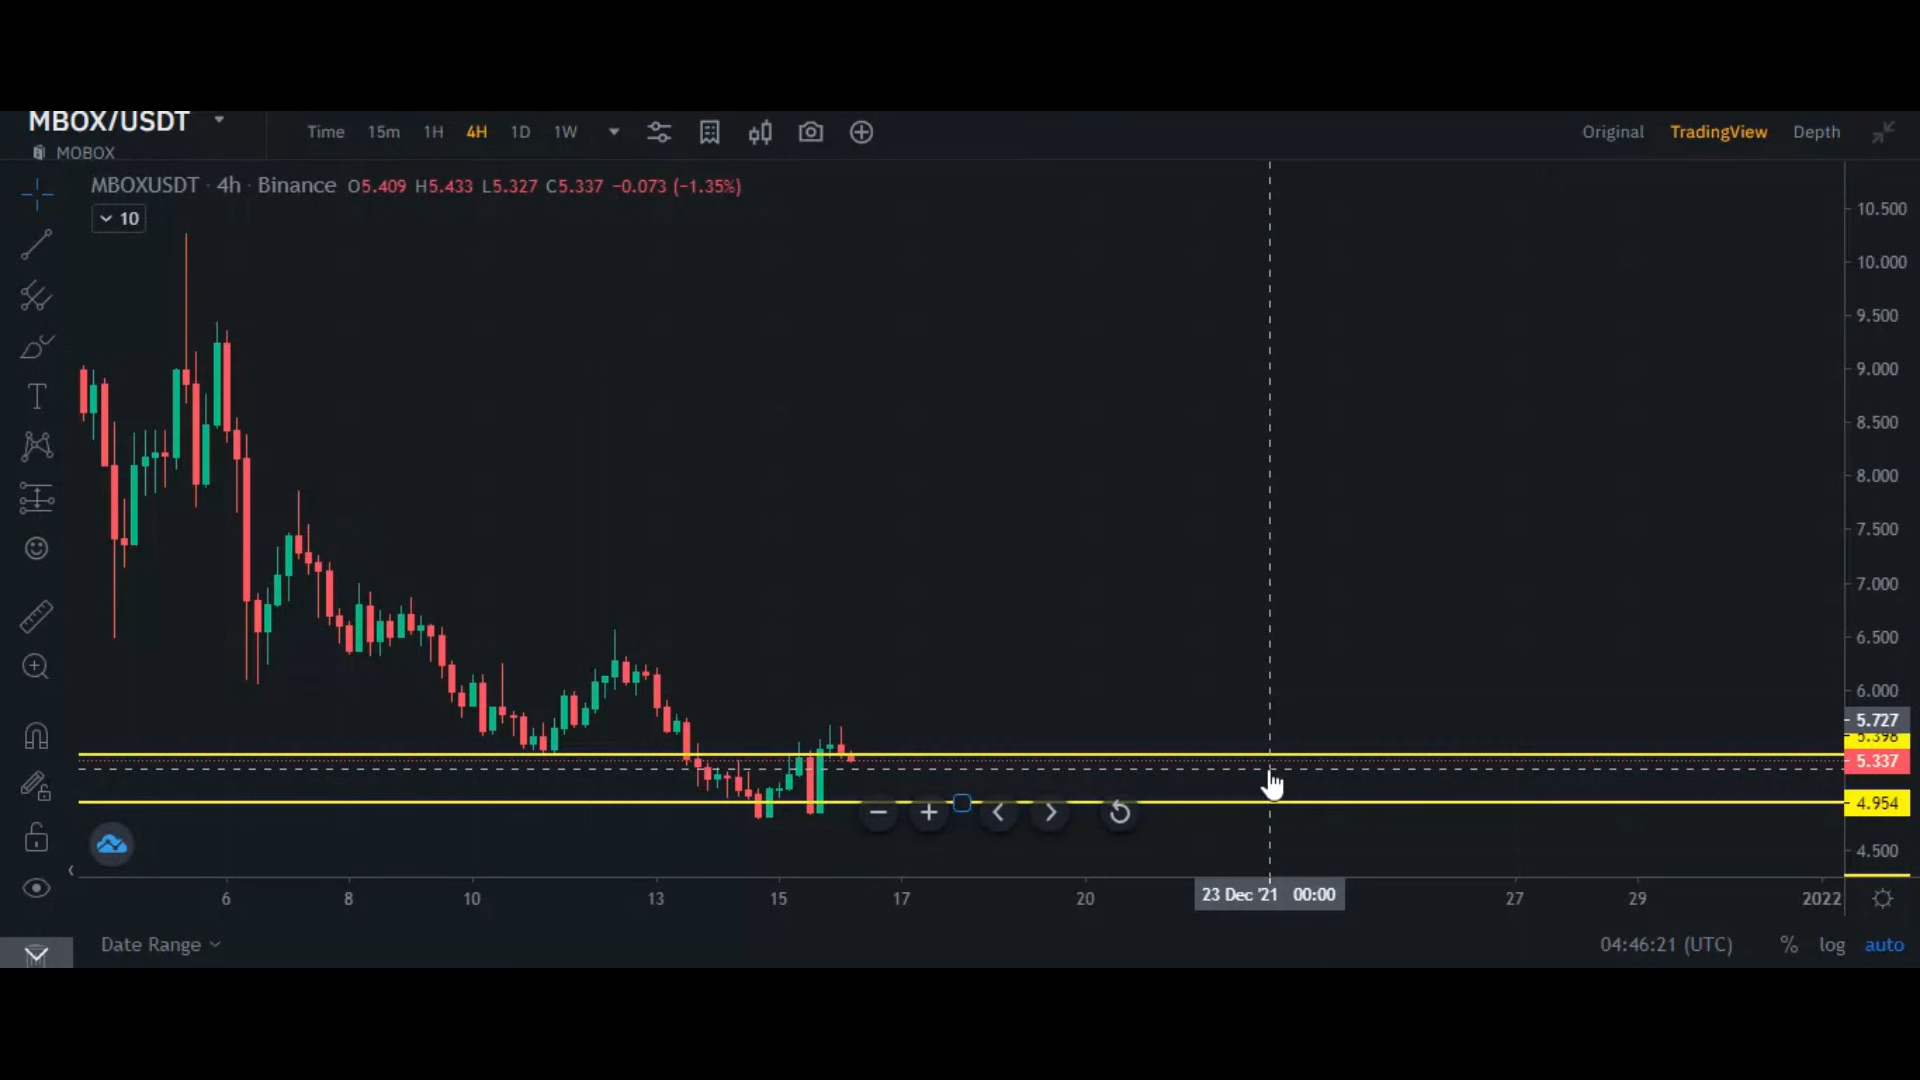 MBOX/USDT
MOBOX
Time 15m 1H 4H 1D 1W
Original TradingView Depth
MBOXUSDT · 4h · Binance O5.409 H5.433 L5.327 C5.337 −0.073 (−1.35%)
10
10.500
10.000
9.500
9.000
8.500
8.000
7.500
7.000
6.500
6.000
5.727
5.398
5.337
4.954
4.500
6 8 10 13 15 17 20 23 Dec '21 00:00 27 29 2022
Date Range 04:46:21 (UTC) % log auto